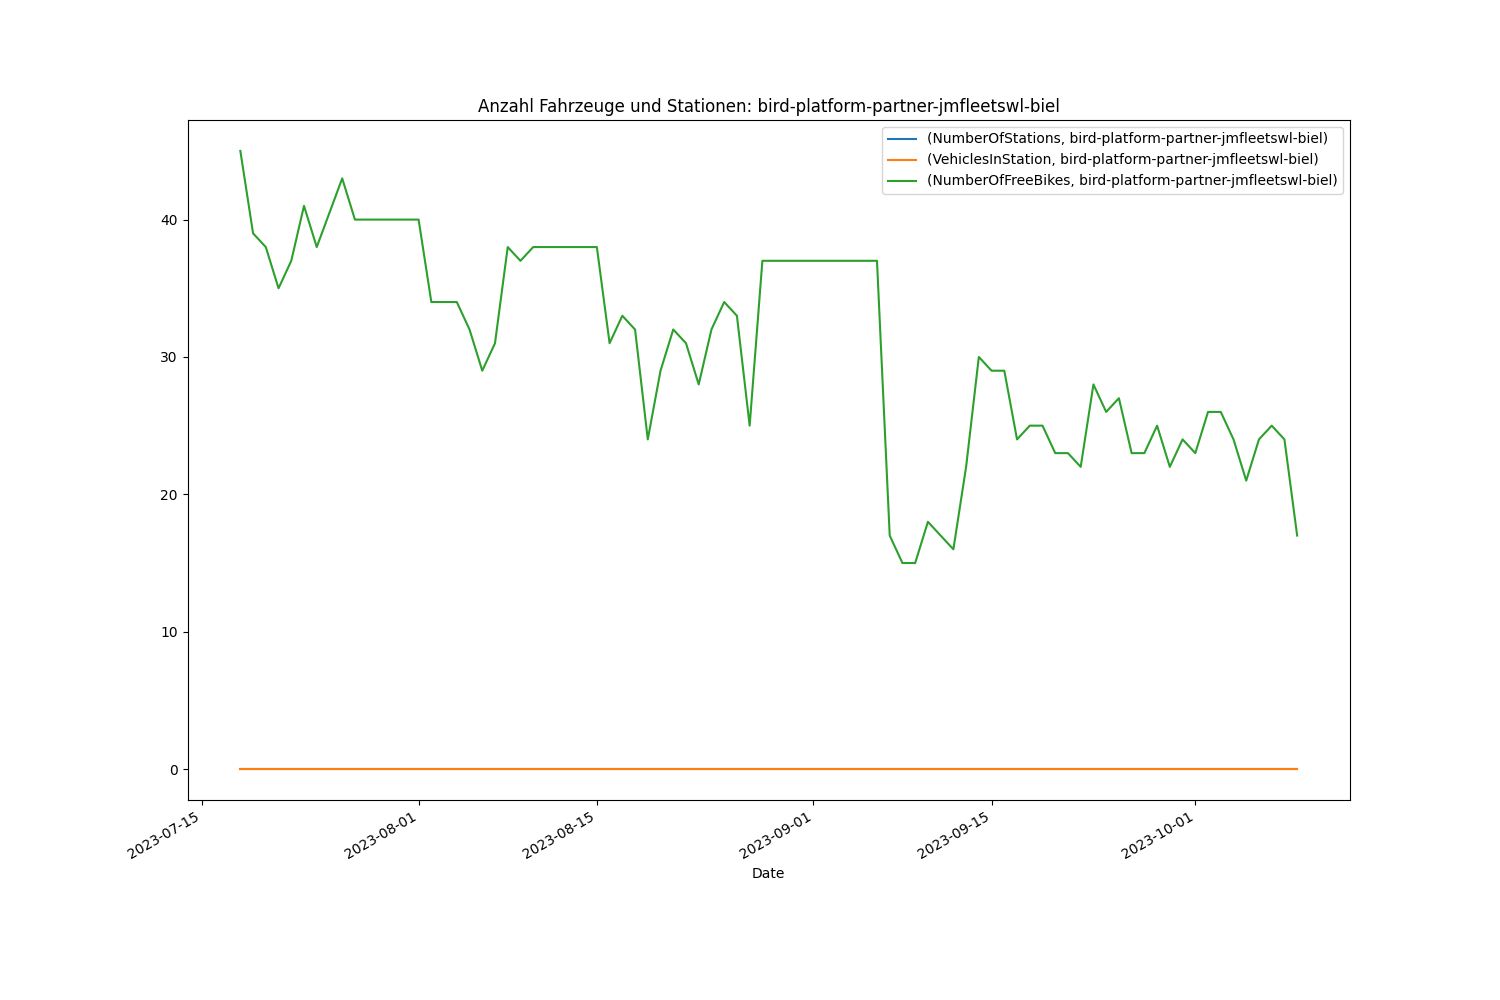 Anzahl Fahrzeuge und Stationen: bird-platform-partner-jmfleetswl-biel
(NumberOfStations, bird-platform-partner-jmfleetswl-biel)
(VehiclesInStation, bird-platform-partner-jmfleetswl-biel)
(NumberOfFreeBikes, bird-platform-partner-jmfleetswl-biel)
40
30
20
10
0
2023-07-15
2023-08-01
2023-08-15
2023-09-01
2023-09-15
2023-10-01
Date